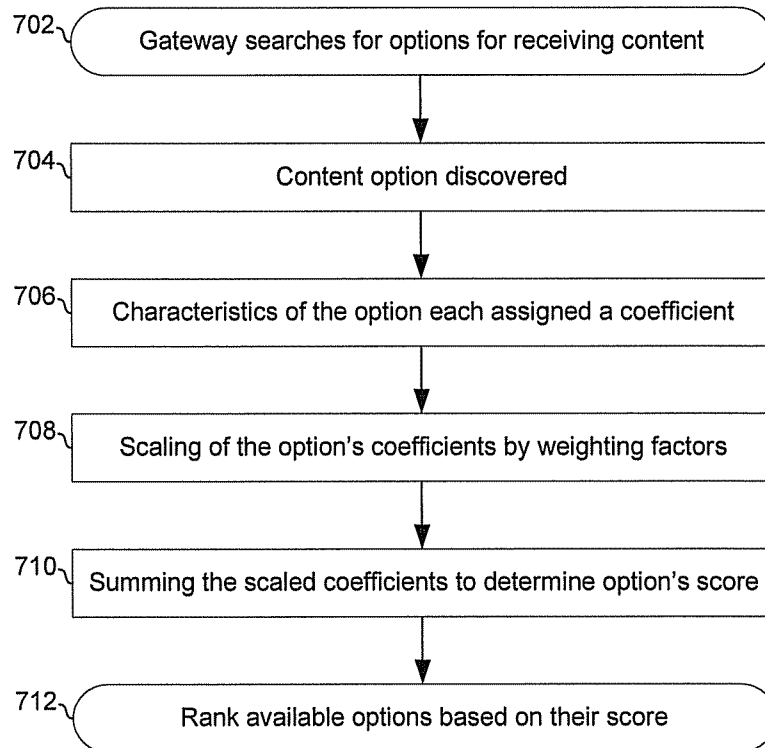 702 Gateway searches for options for receiving content
704 Content option discovered
706 Characteristics of the option each assigned a coefficient
708 Scaling of the option's coefficients by weighting factors
710 Summing the scaled coefficients to determine option's score
712 Rank available options based on their score